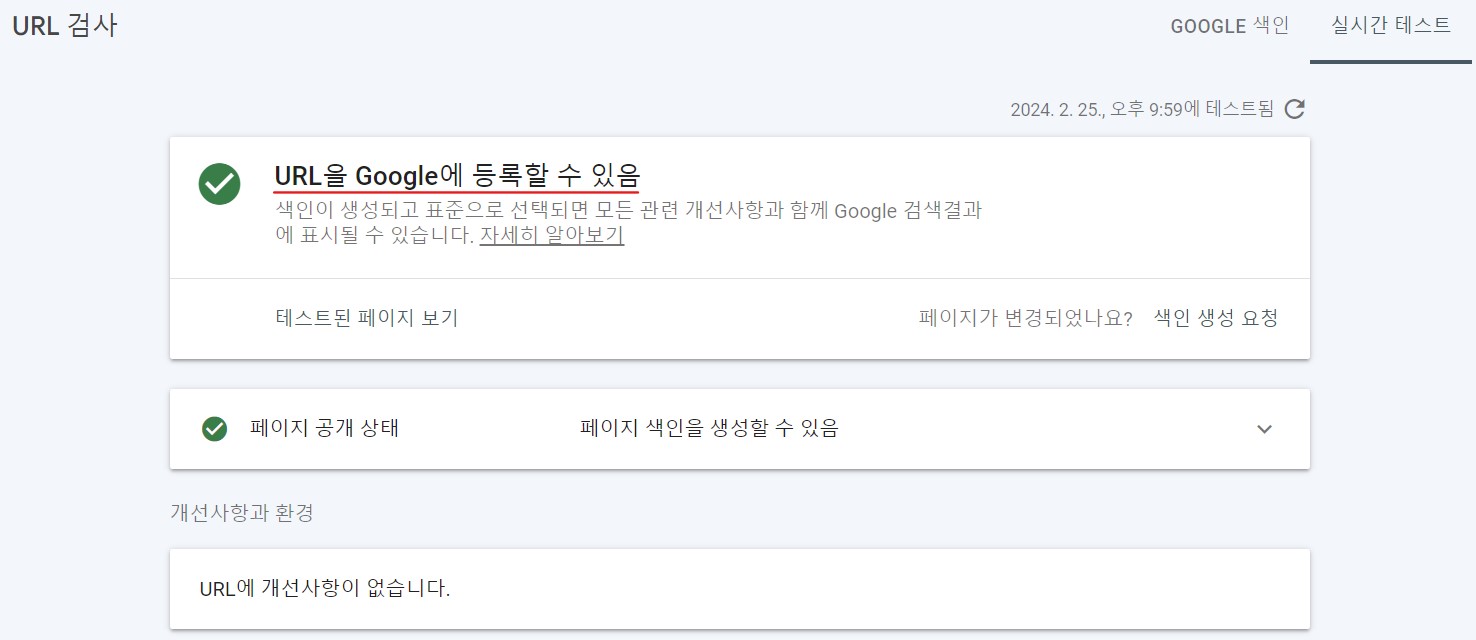 URL 검사
GOOGLE 색인
실시간 테스트
2024. 2. 25., 오후 9:59에 테스트됨
URL을 Google에 등록할 수 있음
색인이 생성되고 표준으로 선택되면 모든 관련 개선사항과 함께 Google 검색결과
에 표시될 수 있습니다. 자세히 알아보기
테스트된 페이지 보기
페이지가 변경되었나요? 색인 생성 요청
페이지 공개 상태
페이지 색인을 생성할 수 있음
개선사항과 환경
URL에 개선사항이 없습니다.